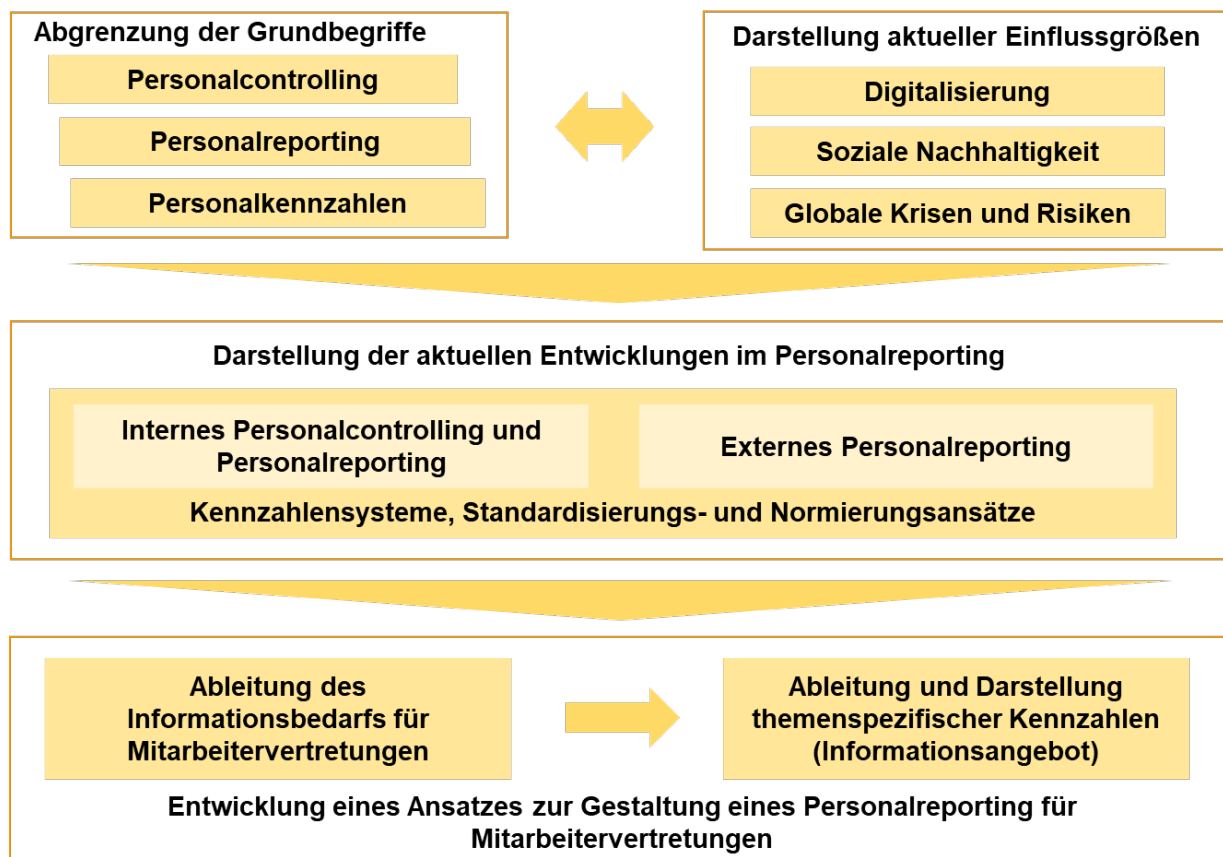 Abgrenzung der Grundbegriffe
Personalcontrolling
Personalreporting
Personalkennzahlen
Darstellung aktueller Einflussgrößen
Digitalisierung
Soziale Nachhaltigkeit
Globale Krisen und Risiken
Darstellung der aktuellen Entwicklungen im Personalreporting
Internes Personalcontrolling und
Personalreporting
Externes Personalreporting
Kennzahlensysteme, Standardisierungs- und Normierungsansätze
Ableitung des
Informationsbedarfs für
Mitarbeitervertretungen
Ableitung und Darstellung
themenspezifischer Kennzahlen
(Informationsangebot)
Entwicklung eines Ansatzes zur Gestaltung eines Personalreporting für
Mitarbeitervertretungen